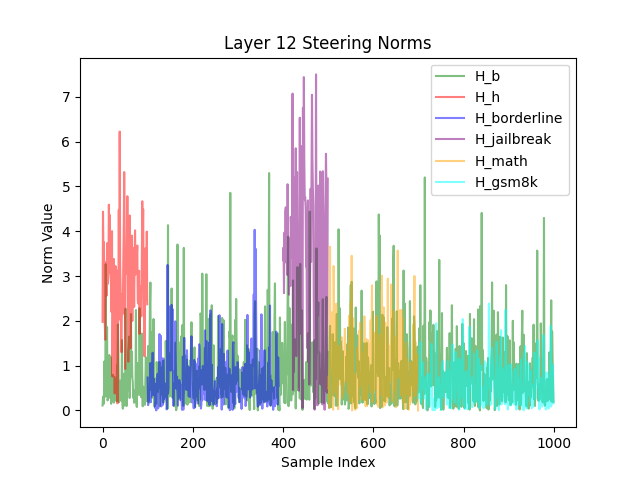 Layer 12 Steering Norms
Norm Value
7
6
5
4
3
2
1
0
0
200
400
600
800
1000
Sample Index
H_b
H_h
H_borderline
H_jailbreak
H_math
H_gsm8k